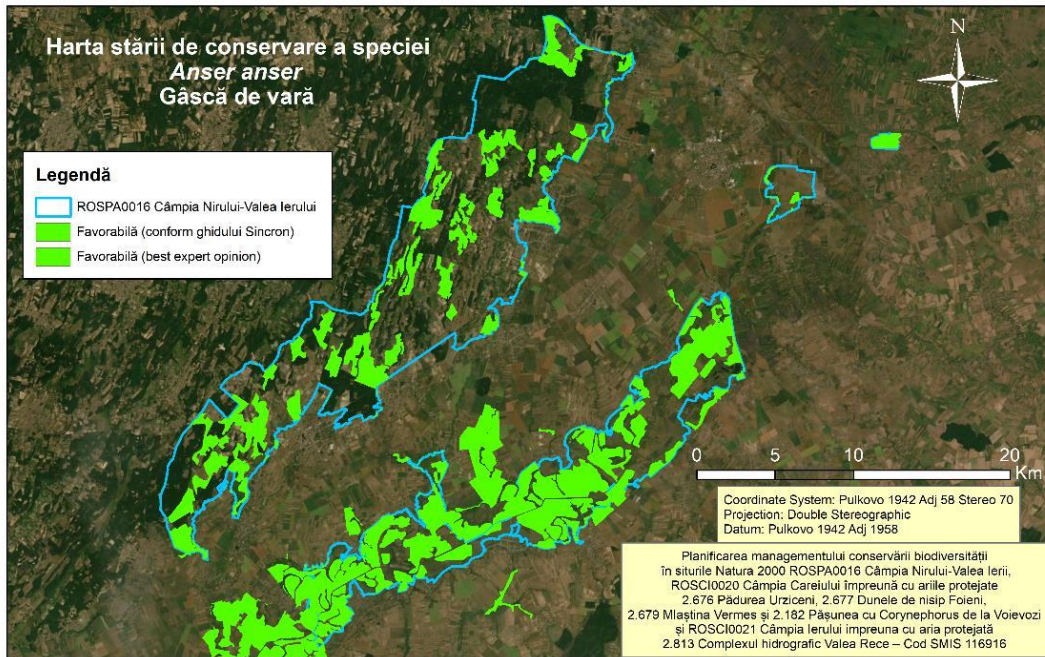 Harta stării de conservare a speciei
Anser anser
Gâscă de vară
N
Legendă
ROSPA0016 Câmpia Nirului-Valea Ierului
Favorabilă (conform ghidului Sincron)
Favorabilă (best expert opinion)
0 5 10 20
Km
Coordinate System: Pulkovo 1942 Adj 58 Stereo 70
Projection: Double Stereographic
Datum: Pulkovo 1942 Adj 1958
Planificarea managementului conservării biodiversității
în siturile Natura 2000 ROSPA0016 Câmpia Nirului-Valea Ierii,
ROSCI0020 Câmpia Careiului împreună cu ariile protejate
2.676 Pădurea Urziceni, 2.677 Dunele de nisip Foieni,
2.679 Mlaștina Vermes și 2.182 Pășunea cu Corynephorus de la Voievozi
și ROSCI0021 Câmpia Ierului impreuna cu aria protejată
2.813 Complexul hidrografic Valea Rece – Cod SMIS 116916